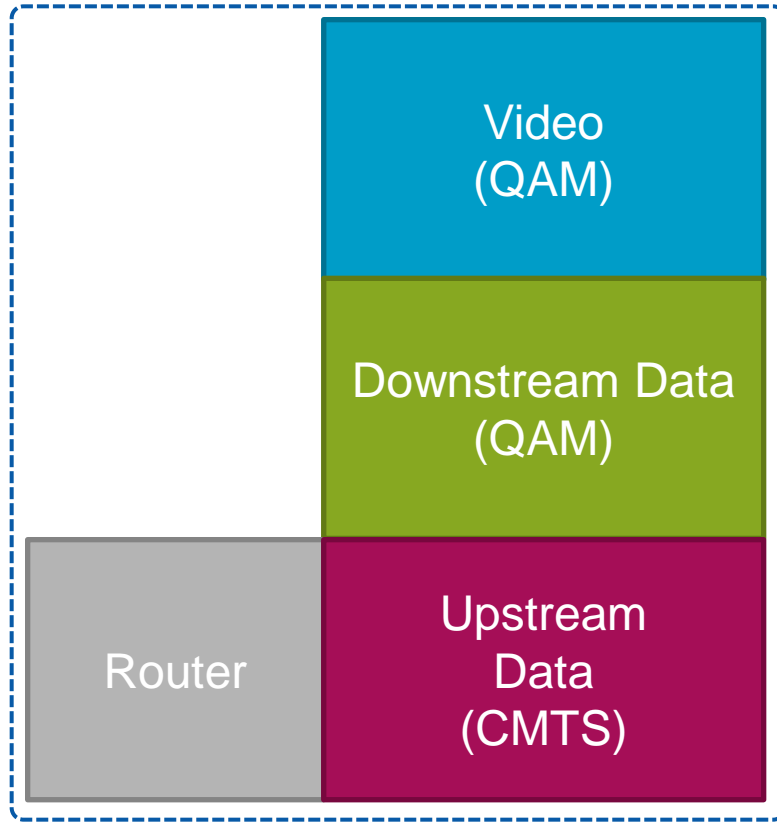 Video
(QAM)
Downstream Data
(QAM)
Router
Upstream
Data
(CMTS)